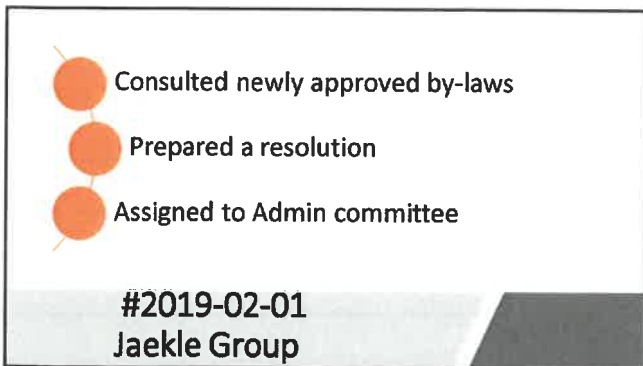 Consulted newly approved by-laws
Prepared a resolution
Assigned to Admin committee
#2019-02-01
Jaekle Group